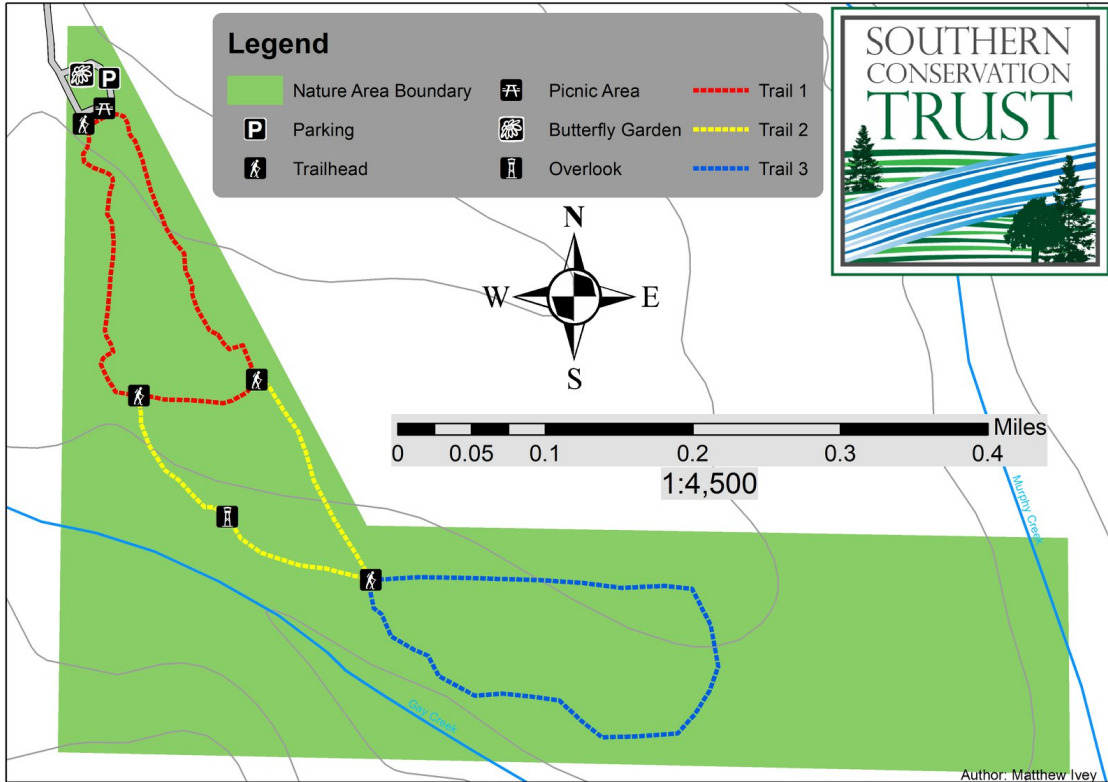 Legend
Nature Area Boundary
P Parking
Trailhead
Picnic Area
Butterfly Garden
Overlook
Trail 1
Trail 2
Trail 3
SOUTHERN
CONSERVATION
TRUST
P
N
W E
S
Miles
0 0.05 0.1 0.2 0.3 0.4
1:4,500
Murphy Creek
Gay Creek
Author: Matthew Ivey